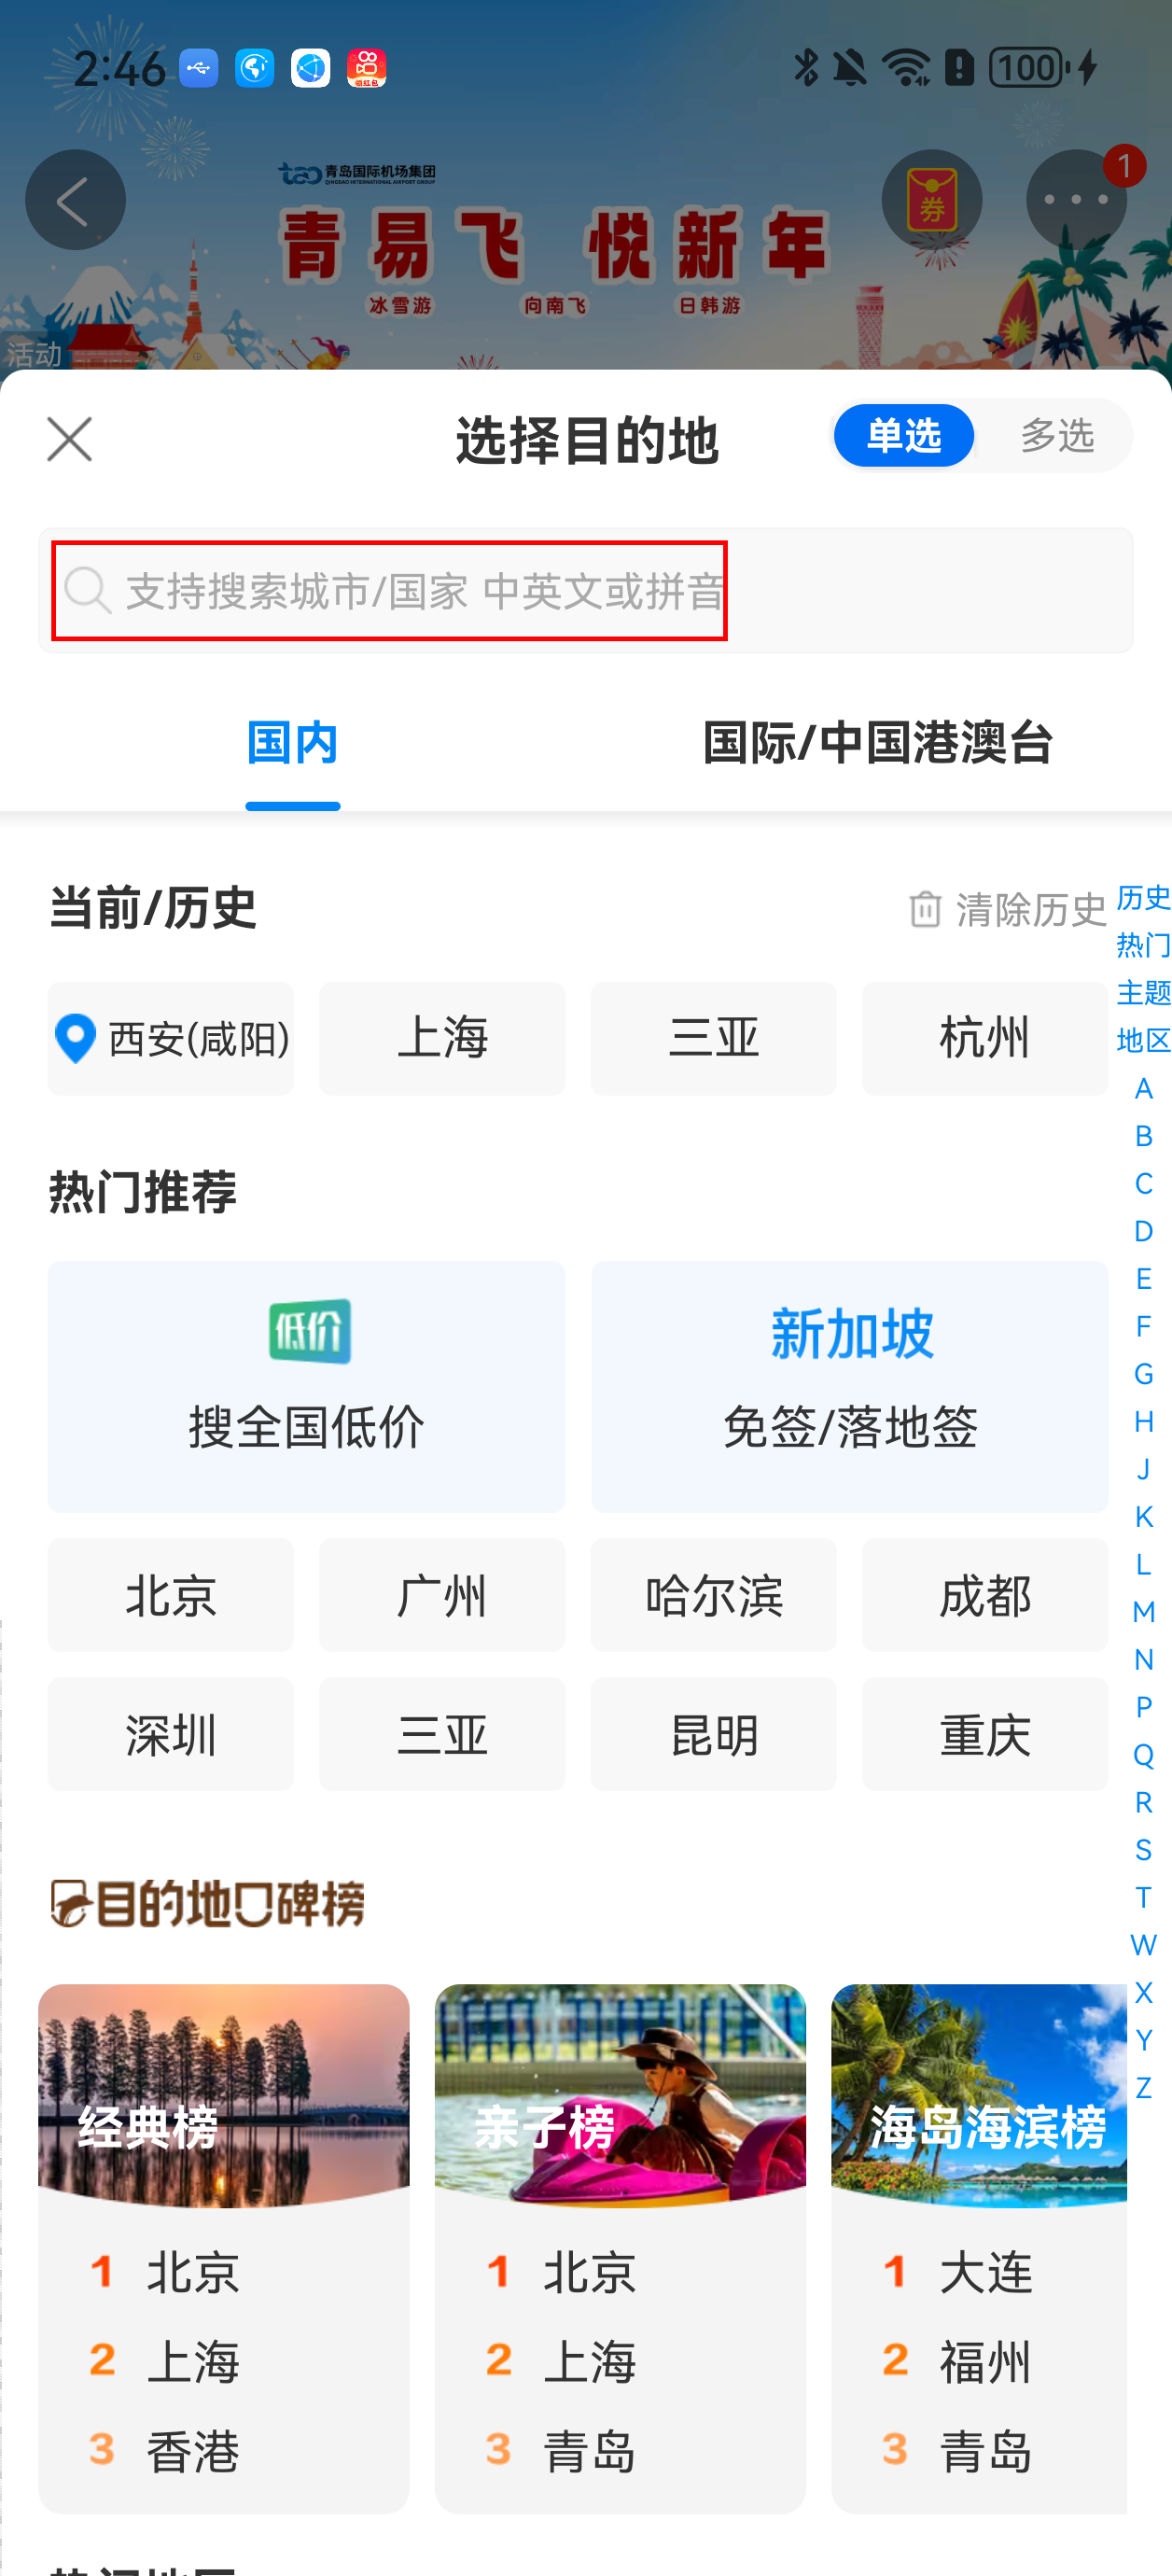 2:46
领红包
100
青岛国际机场集团
QINGDAO INTERNATIONAL AIRPORT GROUP
青易飞 悦新年
冰雪游 向南飞 日韩游
券
1
活动
选择目的地
单选 多选
支持搜索城市/国家 中英文或拼音
国内 国际/中国港澳台
当前/历史 清除历史
西安(咸阳) 上海 三亚 杭州
热门推荐
低价 新加坡
搜全国低价 免签/落地签
北京 广州 哈尔滨 成都
深圳 三亚 昆明 重庆
目的地口碑榜
经典榜 亲子榜 海岛海滨榜
1 北京 1 北京 1 大连
2 上海 2 上海 2 福州
3 香港 3 青岛 3 青岛
历史
热门
主题
地区
A
B
C
D
E
F
G
H
J
K
L
M
N
P
Q
R
S
T
W
X
Y
Z